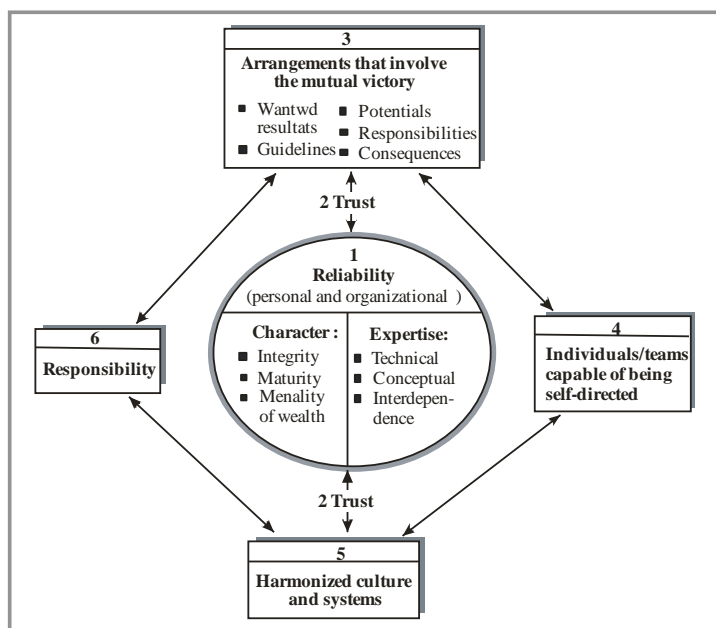 3
Arrangements that involve
the mutual victory
Wantwd
resultats
Guidelines
Potentials
Responsibilities
Consequences
2 Trust
1
Reliability
(personal and organizational )
Character :
Integrity
Maturity
Menality
of wealth
Expertise:
Technical
Conceptual
Interdepen-
dence
6
Responsibility
4
Individuals/teams
capable of being
self-directed
2 Trust
5
Harmonized culture
and systems